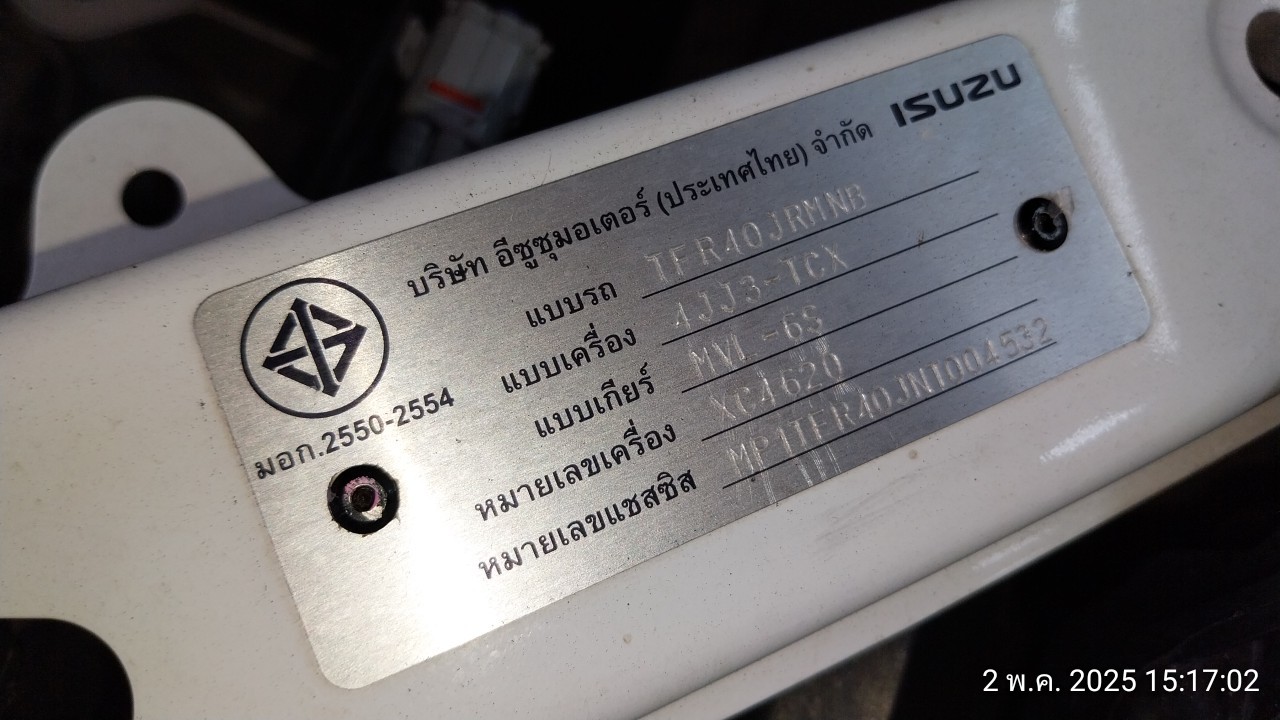 ISUZU
บริษัท อีซูซุมอเตอร์ (ประเทศไทย) จำกัด
แบบรถ TFR40JRMNB
แบบเครื่อง 4JJ3-TCX
แบบเกียร์ MVL-6S
หมายเลขเครื่อง XC4620
หมายเลขแชสซิส MP1TFR40JNT004532
มอก.2550-2554
2 พ.ค. 2025 15:17:02